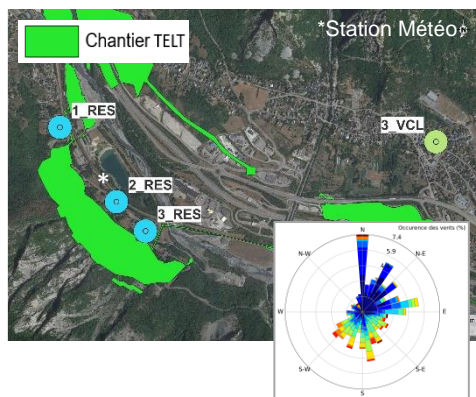 Chantier TELT
*Station Météo
1_RES
3_VCL
2_RES
*
3_RES
Occurence des vents (%)
N
7.4
5.9
N-W
N-E
W
E
S-W
S-E
S